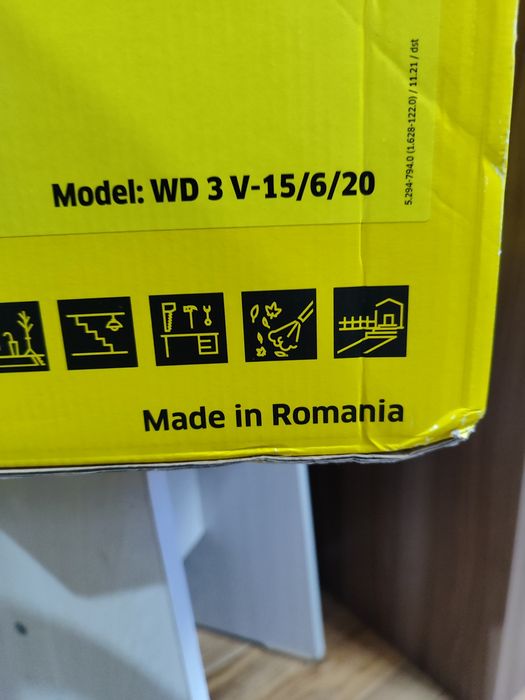 5.294-794.0 (1.628-122.0) / 11.21 / dst
Model: WD 3 V-15/6/20
Made in Romania